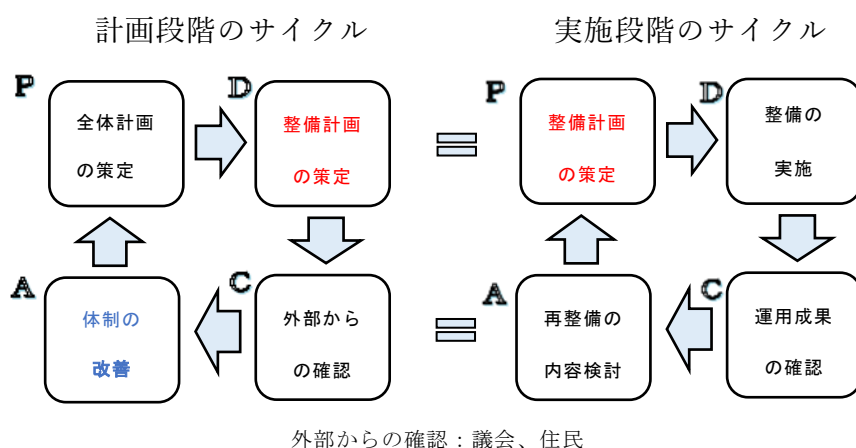 計画段階のサイクル
実施段階のサイクル
P
全体計画
の策定
D
整備計画
の策定
P
整備計画
の策定
D
整備の
実施
A
体制の
改善
C
外部から
の確認
A
再整備の
内容検討
C
運用成果
の確認
外部からの確認：議会、住民